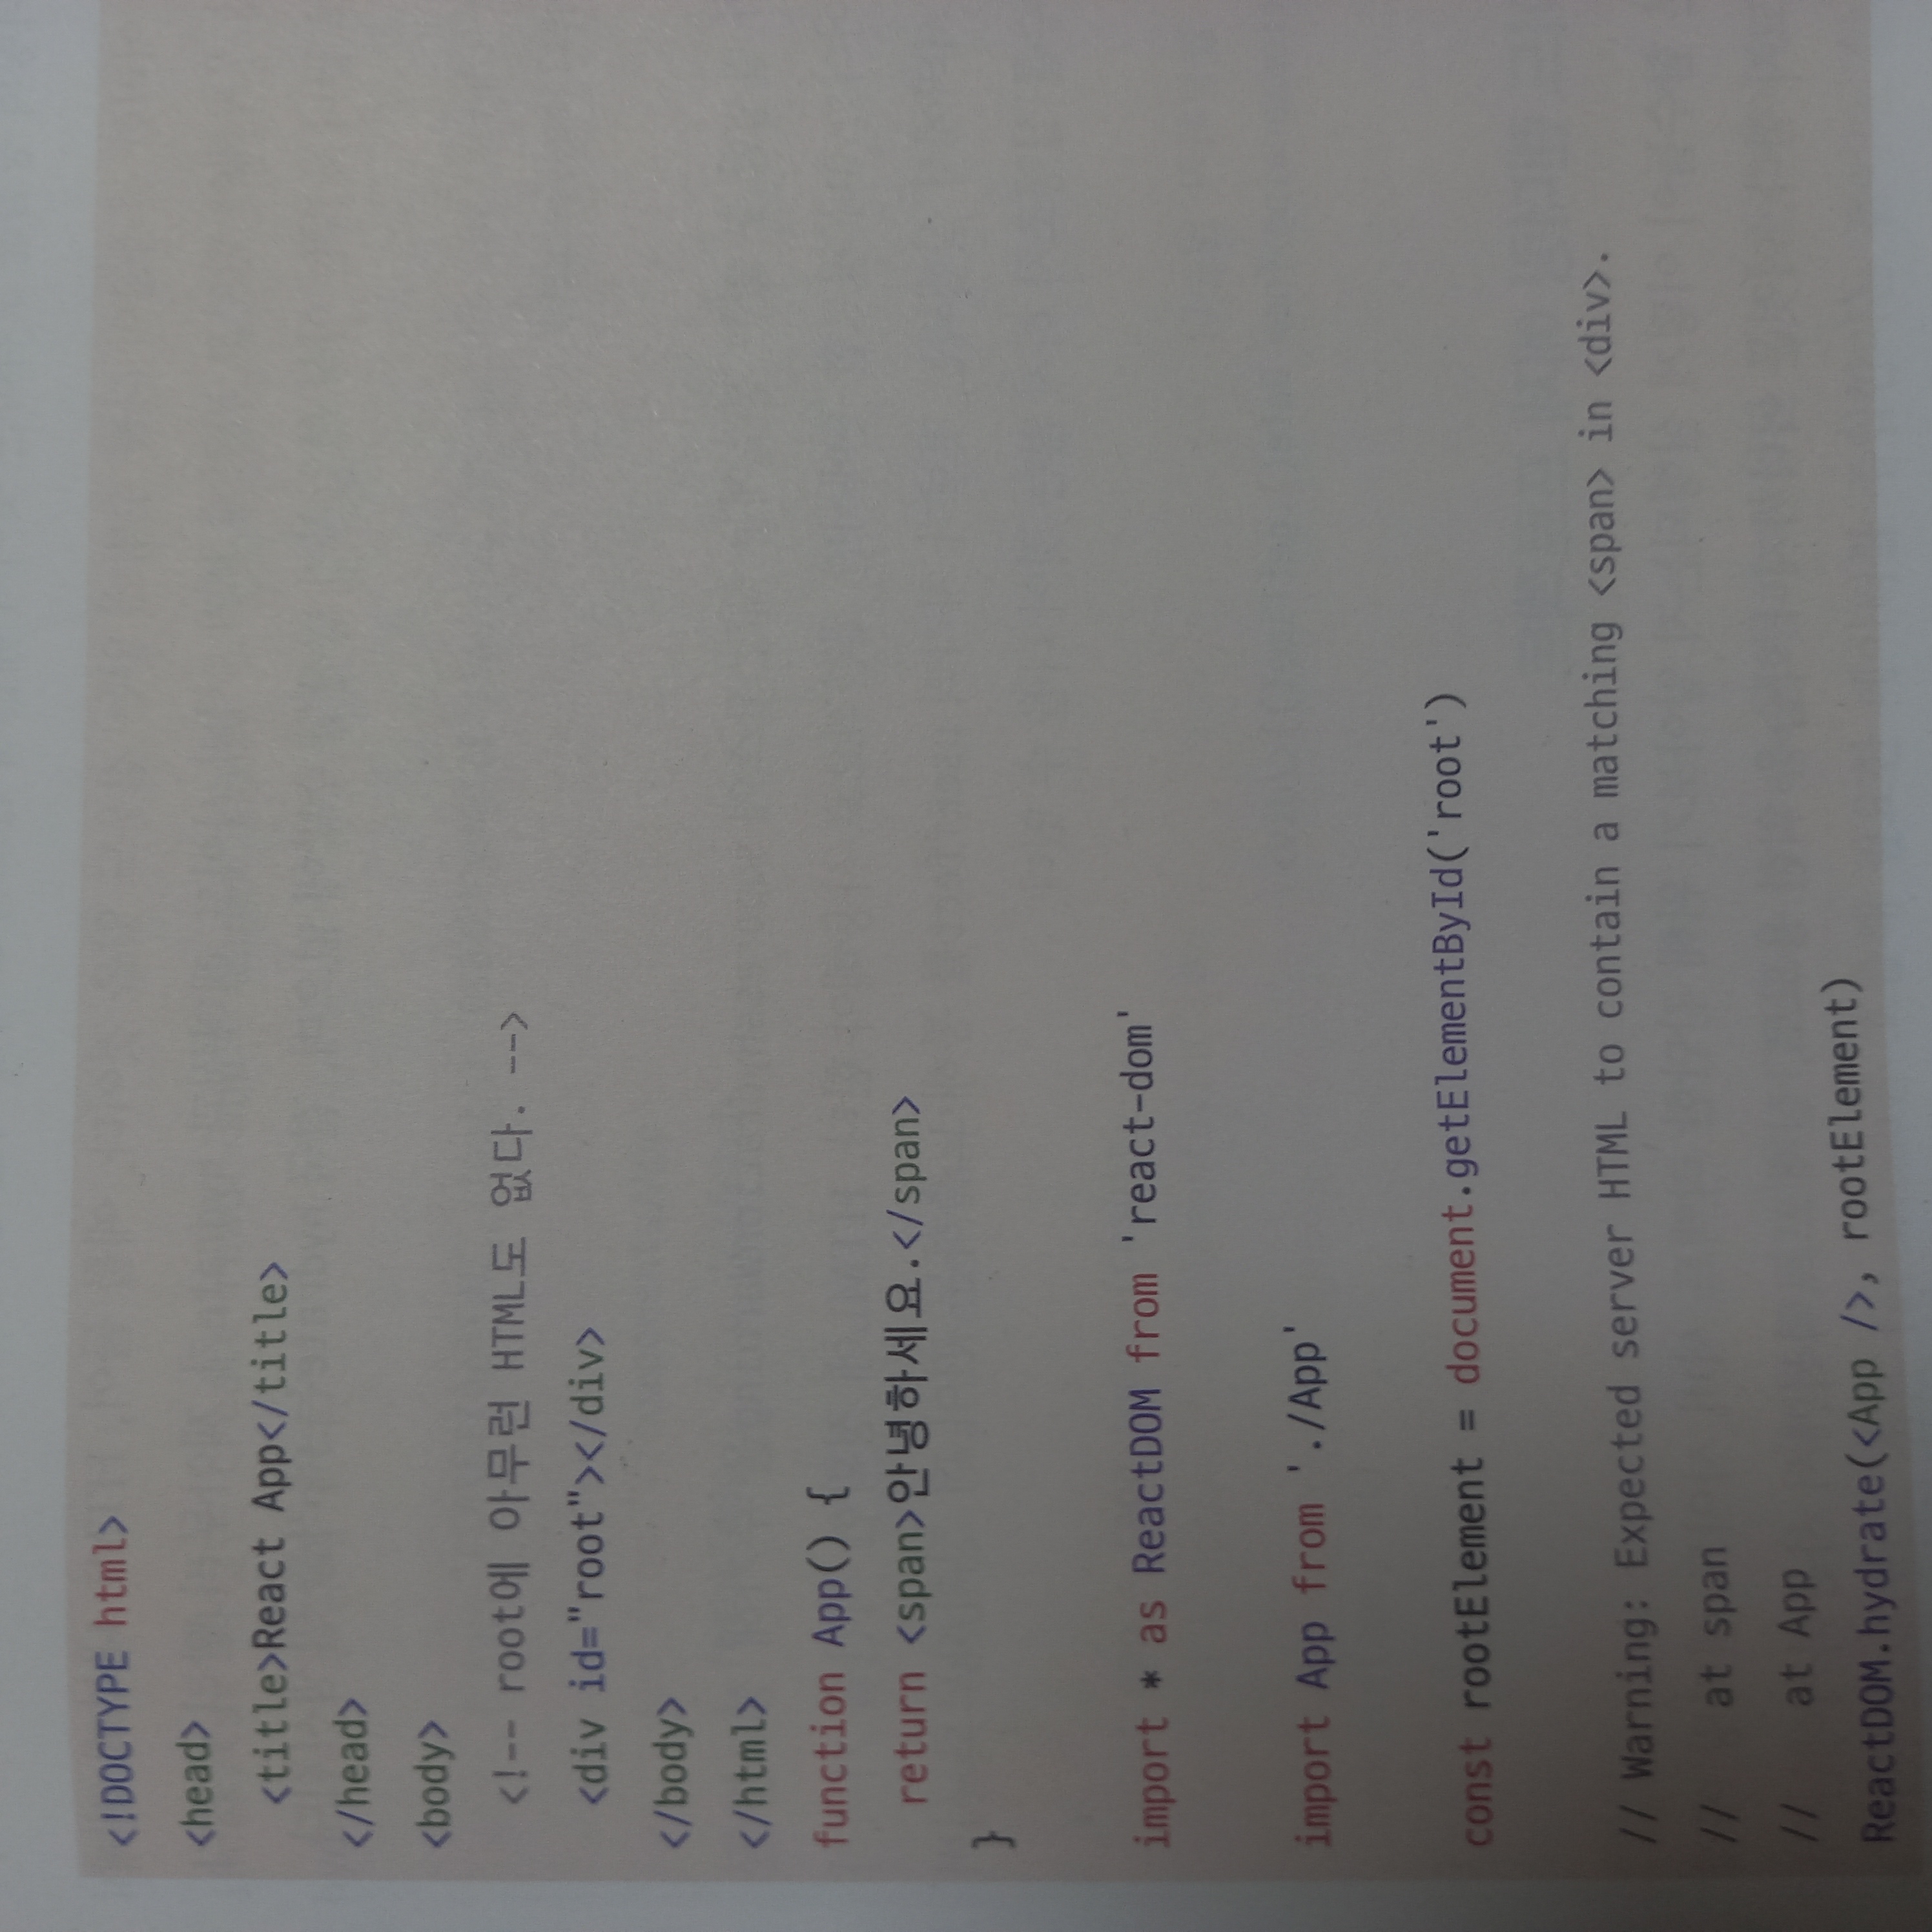 <!DOCTYPE html>
<head>
  <title>React App</title>
</head>
<body>
  <!-- root에 아무런 HTML도 없다. -->
  <div id="root"></div>
</body>
</html>
function App() {
  return <span>안녕하세요.</span>
}
import * as ReactDOM from 'react-dom'
import App from './App'
const rootElement = document.getElementById('root')
// Warning: Expected server HTML to contain a matching <span> in <div>.
//    at span
//    at App
ReactDOM.hydrate(<App />, rootElement)